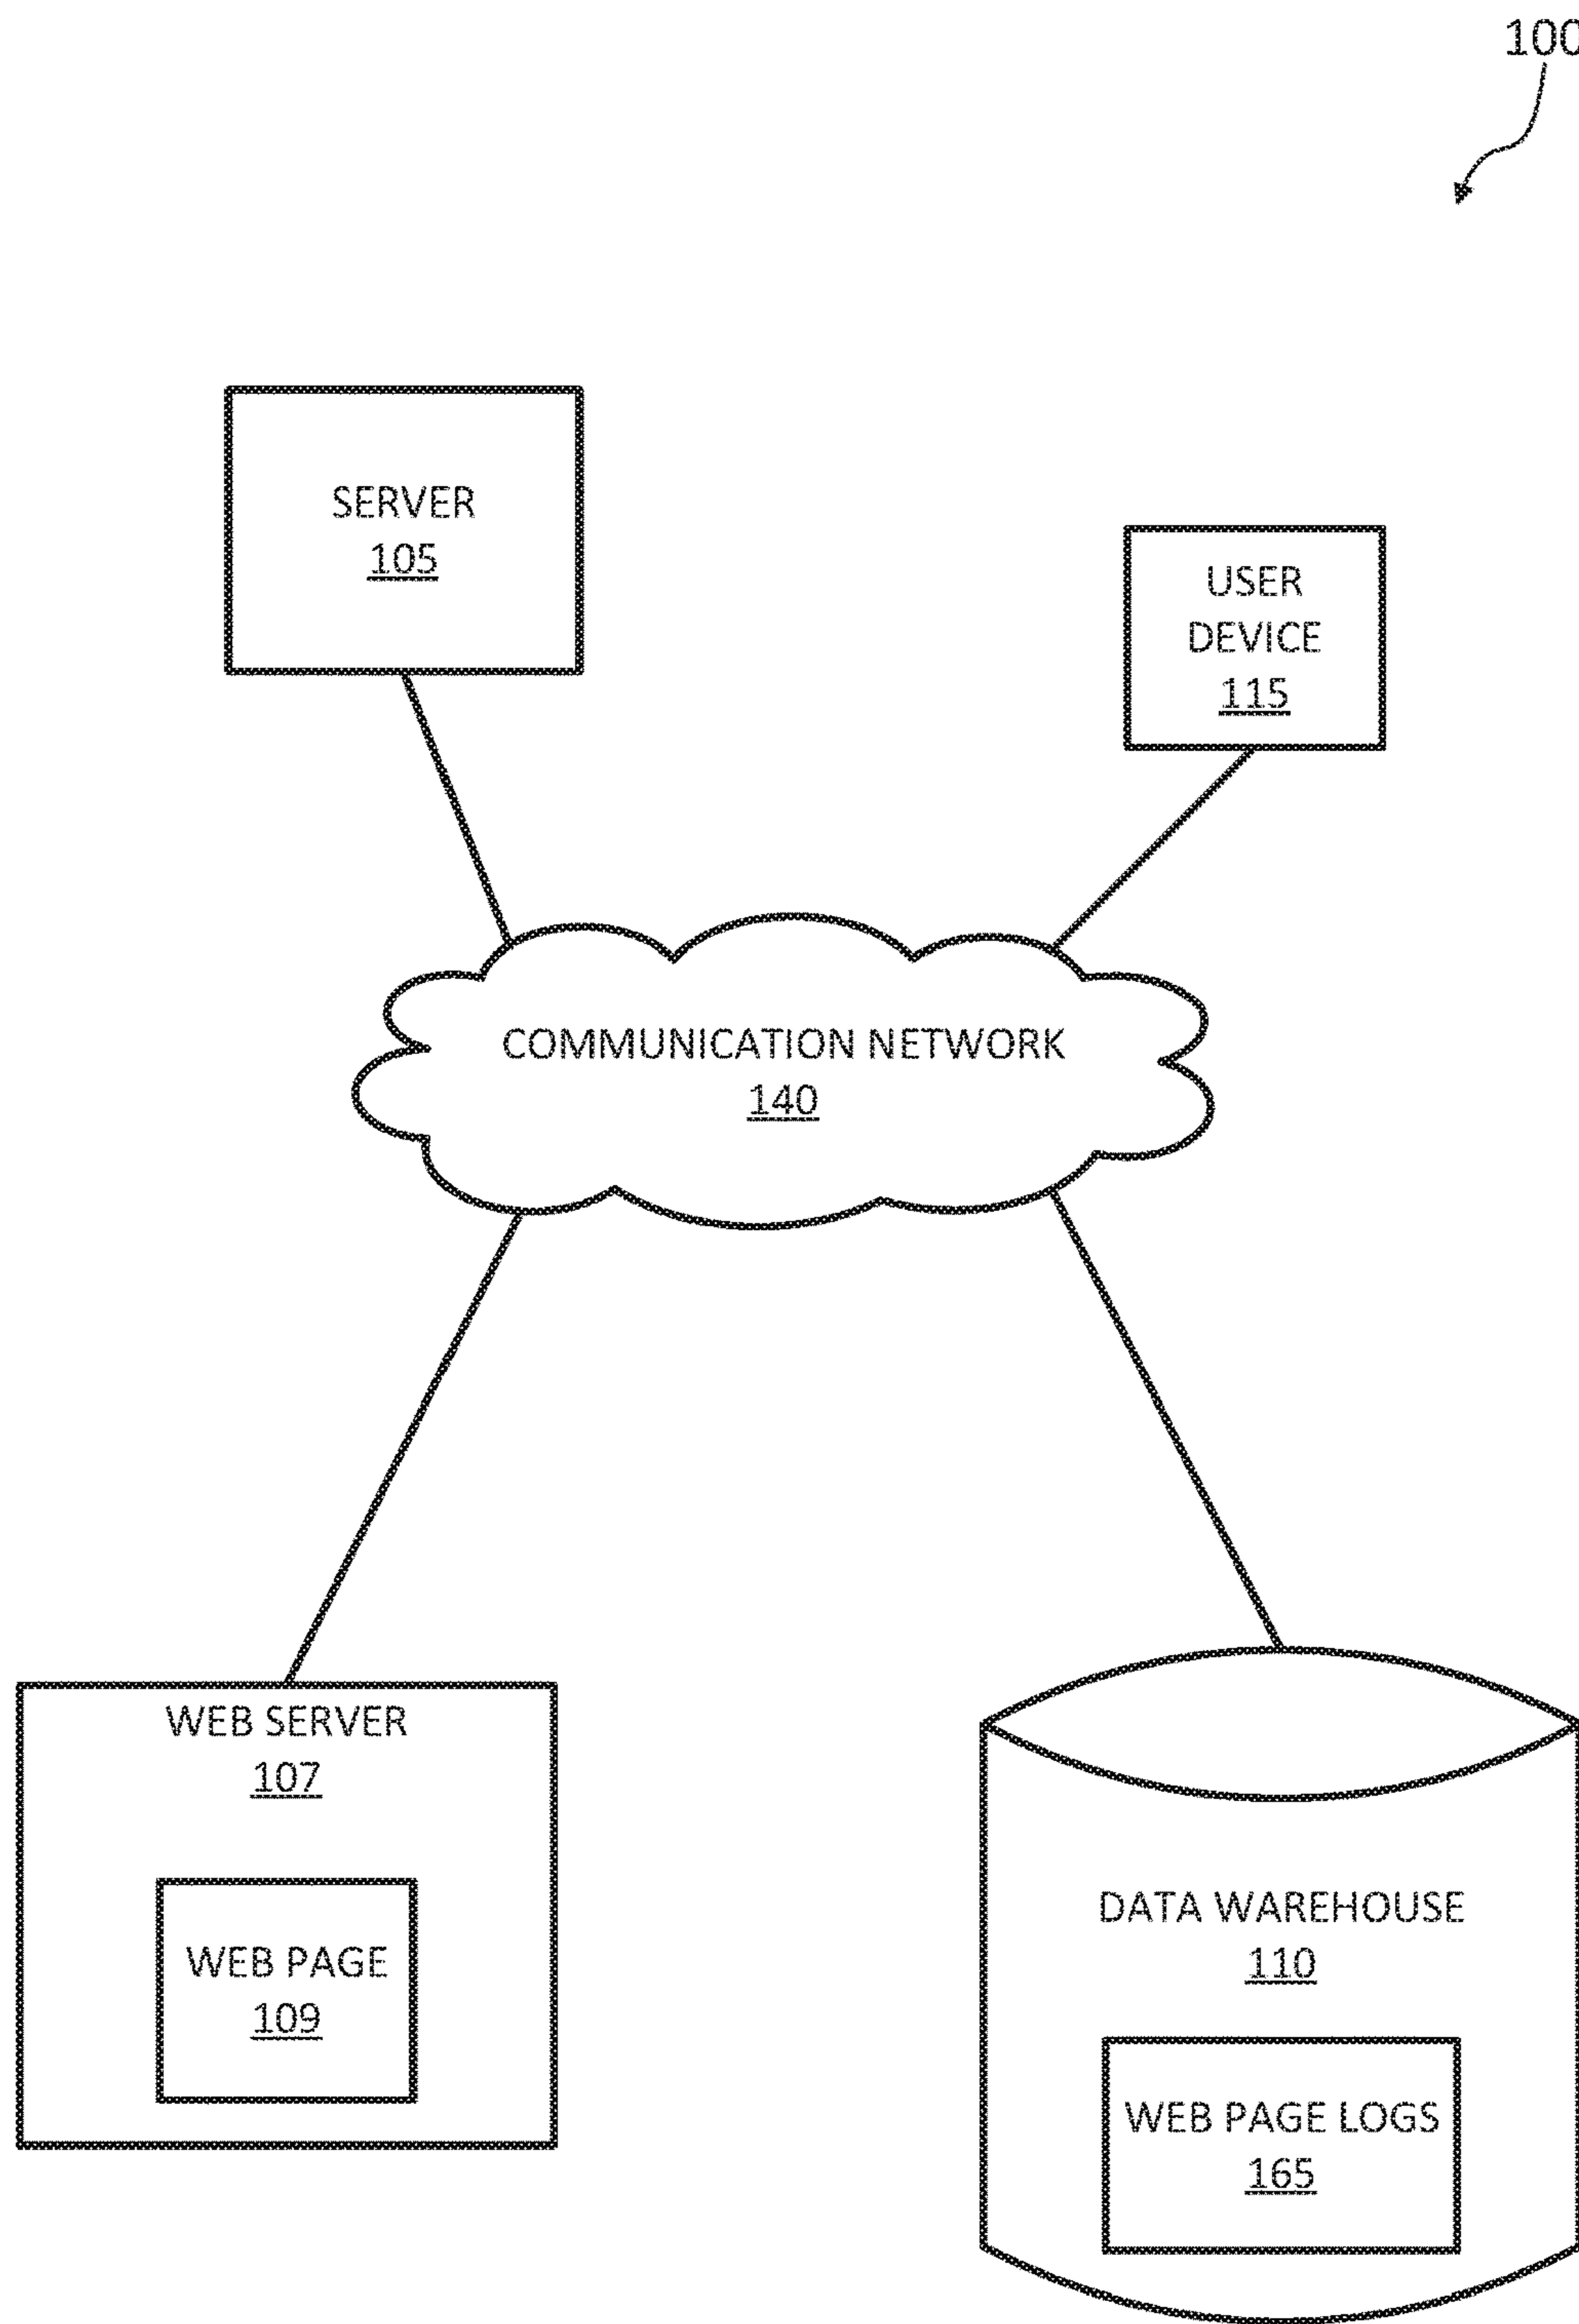 100
SERVER
105
USER
DEVICE
115
COMMUNICATION NETWORK
140
WEB SERVER
107
WEB PAGE
109
DATA WAREHOUSE
110
WEB PAGE LOGS
165